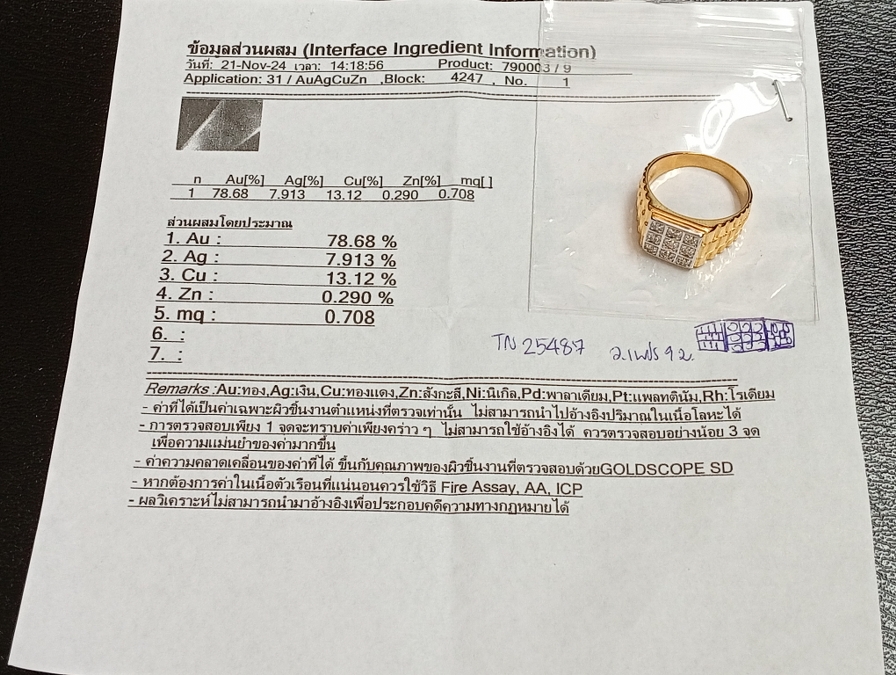 ข้อมูลส่วนผสม (Interface Ingredient Information)
วันที่: 21-Nov-24 เวลา: 14:18:56 Product: 790003 / 9
Application: 31 / AuAgCuZn ,Block: 4247 , No. 1
n Au[%] Ag[%] Cu[%] Zn[%] mq[ ]
1 78.68 7.913 13.12 0.290 0.708
ส่วนผสมโดยประมาณ
1. Au : 78.68 %
2. Ag : 7.913 %
3. Cu : 13.12 %
4. Zn : 0.290 %
5. mq : 0.708
6. :
7. :
TN 25487
Remarks :Au:ทอง,Ag:เงิน,Cu:ทองแดง,Zn:สังกะสี,Ni:นิเกิล,Pd:พาลาเดียม,Pt:แพลทตินัม,Rh:โรเดียม
- ค่าที่ได้เป็นค่าเฉพาะผิวชิ้นงานตำแหน่งที่ตรวจเท่านั้น ไม่สามารถนำไปอ้างอิงปริมาณในเนื้อโลหะได้
- การตรวจสอบเพียง 1 จุดจะทราบค่าเพียงคร่าว ๆ ไม่สามารถใช้อ้างอิงได้ ควรตรวจสอบอย่างน้อย 3 จุด
เพื่อความแม่นยำของค่ามากขึ้น
- ค่าความคลาดเคลื่อนของค่าที่ได้ ขึ้นกับคุณภาพของผิวชิ้นงานที่ตรวจสอบด้วยGOLDSCOPE SD
- หากต้องการค่าในเนื้อตัวเรือนที่แน่นอนควรใช้วิธี Fire Assay, AA, ICP
- ผลวิเคราะห์ไม่สามารถนำมาอ้างอิงเพื่อประกอบคดีความทางกฎหมายได้